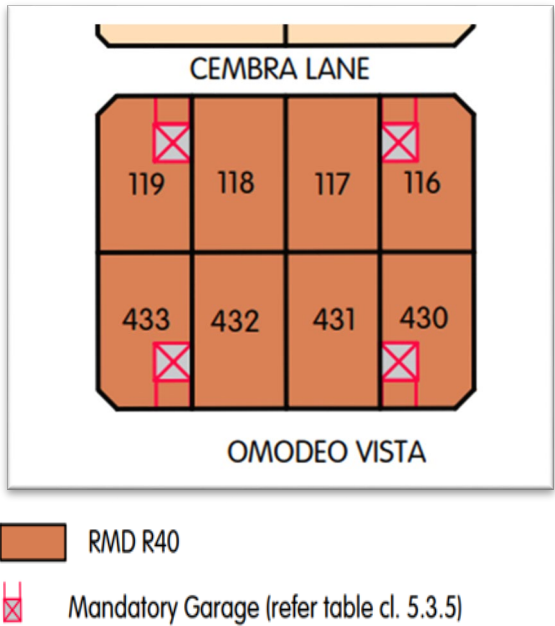 CEMBRA LANE
119 118 117 116
433 432 431 430
OMODEO VISTA
RMD R40
Mandatory Garage (refer table cl. 5.3.5)